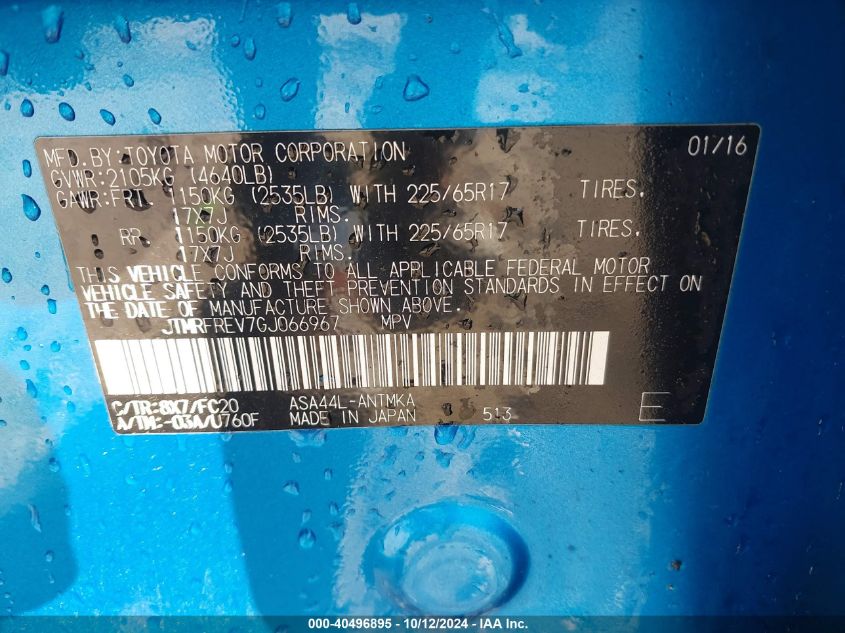 MFD.BY:TOYOTA MOTOR CORPORATION 01/16
GVWR:2105KG (4640LB)
GAWR:FRT. 1150KG (2535LB) WITH 225/65R17 TIRES.
17X7J RIMS.
RR. 1150KG (2535LB) WITH 225/65R17 TIRES.
17X7J RIMS.
THIS VEHICLE CONFORMS TO ALL APPLICABLE FEDERAL MOTOR
VEHICLE SAFETY AND THEFT PREVENTION STANDARDS IN EFFECT ON
THE DATE OF MANUFACTURE SHOWN ABOVE.
JTMRFREV7GJ066967 MPV
C/TR:8X7/FC20 ASA44L-ANTMKA
A/TM:-03A/U760F MADE IN JAPAN 513 E
000-40496895 - 10/12/2024 - IAA Inc.